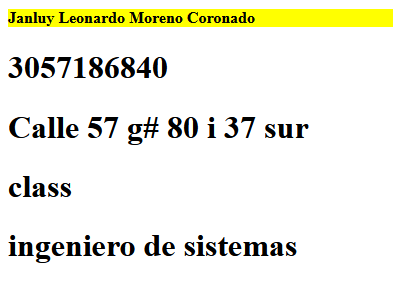 Janluy Leonardo Moreno Coronado
3057186840
Calle 57 g# 80 i 37 sur
class
ingeniero de sistemas